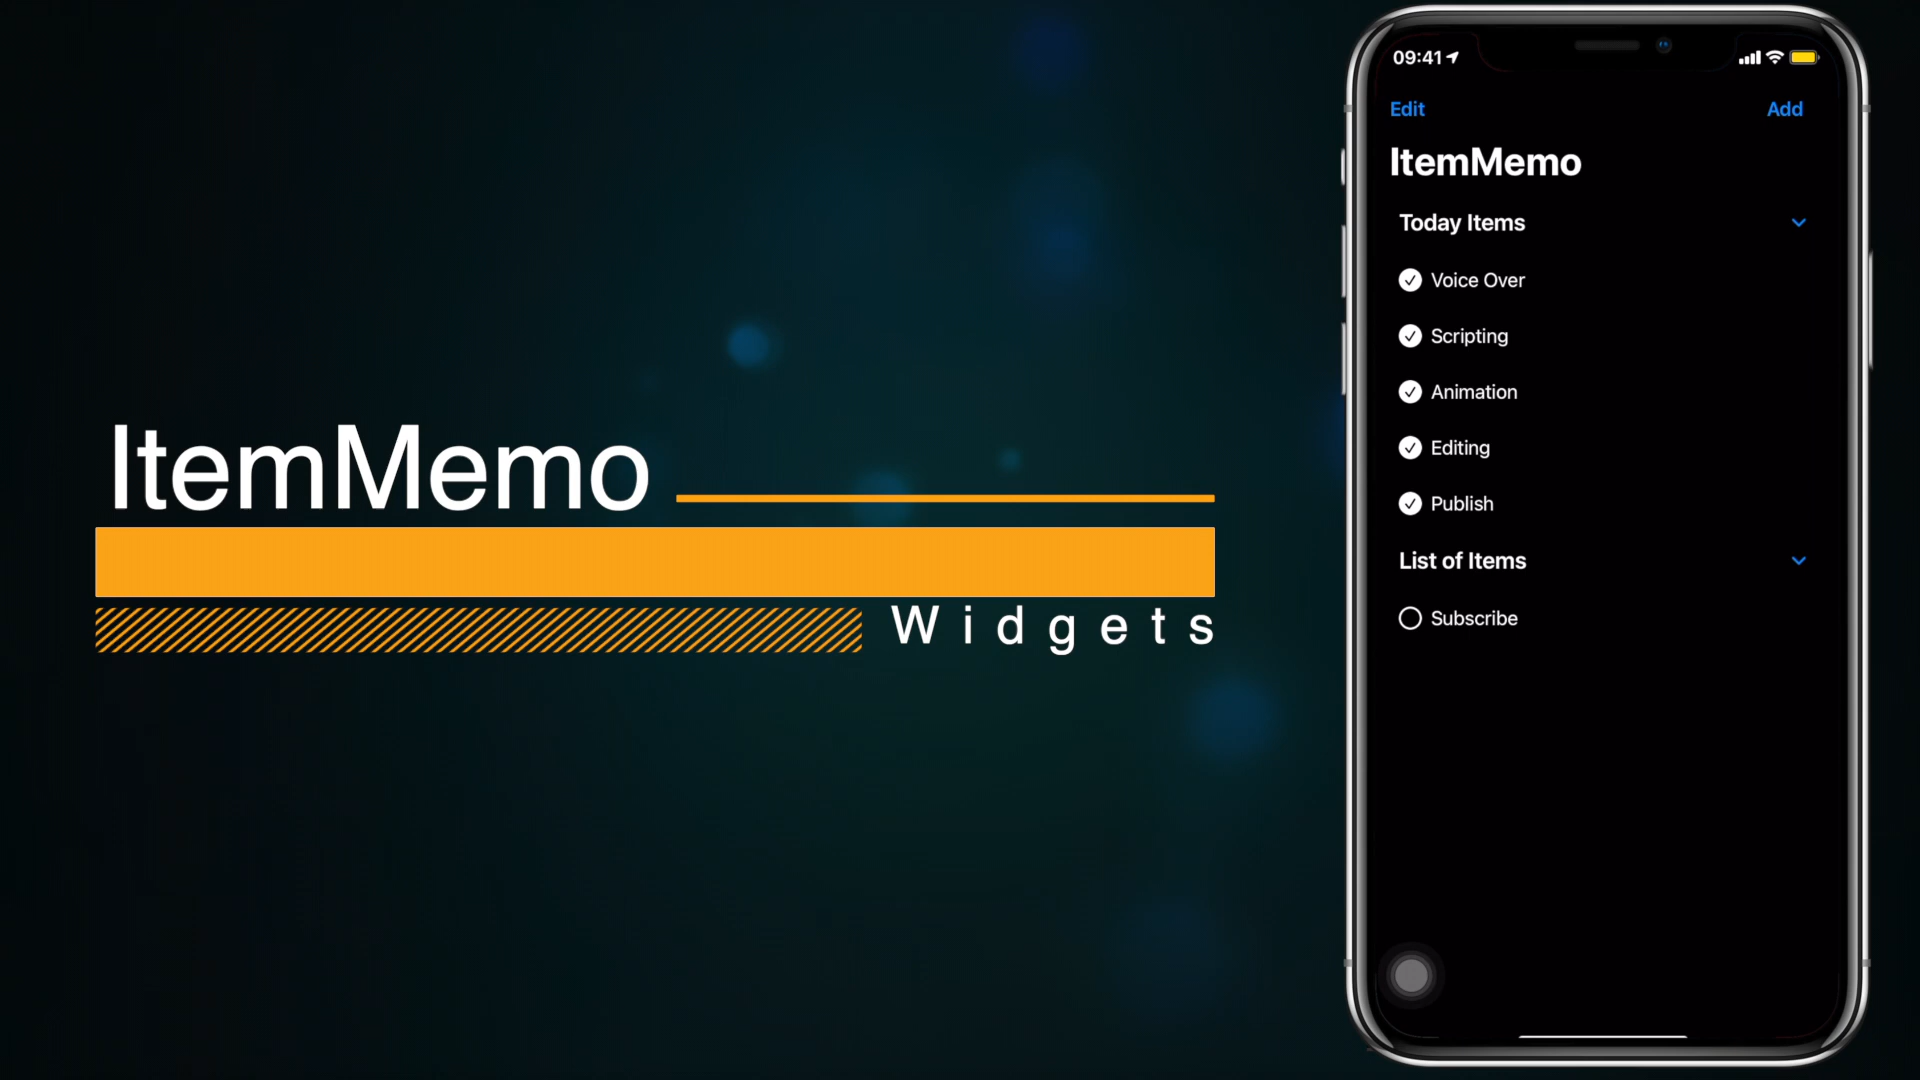 ItemMemo
Widgets
09:41
Edit
Add
ItemMemo
Today Items
Voice Over
Scripting
Animation
Editing
Publish
List of Items
Subscribe